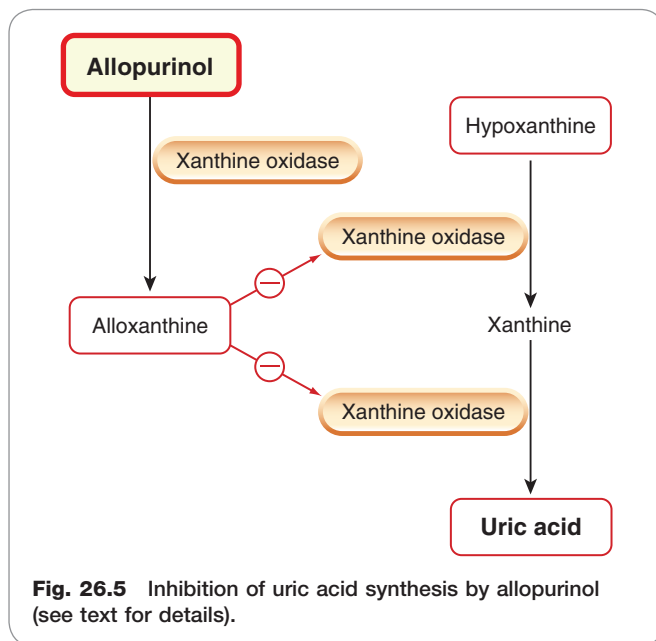 Allopurinol
Hypoxanthine
Xanthine oxidase
Xanthine oxidase
Alloxanthine
Xanthine
Xanthine oxidase
Uric acid
Fig. 26.5 Inhibition of uric acid synthesis by allopurinol
(see text for details).